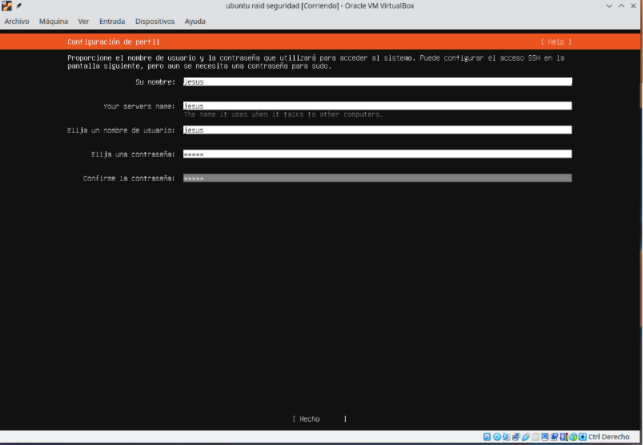 ubuntu raid seguridad [Corriendo] - Oracle VM VirtualBox
Archivo Máquina Ver Entrada Dispositivos Ayuda
Configuración de perfil [ Help ]
Proporcione el nombre de usuario y la contraseña que utilizará para acceder al sistema. Puede configurar el acceso SSH en la
pantalla siguiente, pero aun se necesita una contraseña para sudo.
Su nombre: Jesus
Your servers name: jesus
The name it uses when it talks to other computers.
Elija un nombre de usuario: jesus
Elija una contraseña: *****
Confirme la contraseña: *****
[ Hecho ]
Ctrl Derecho